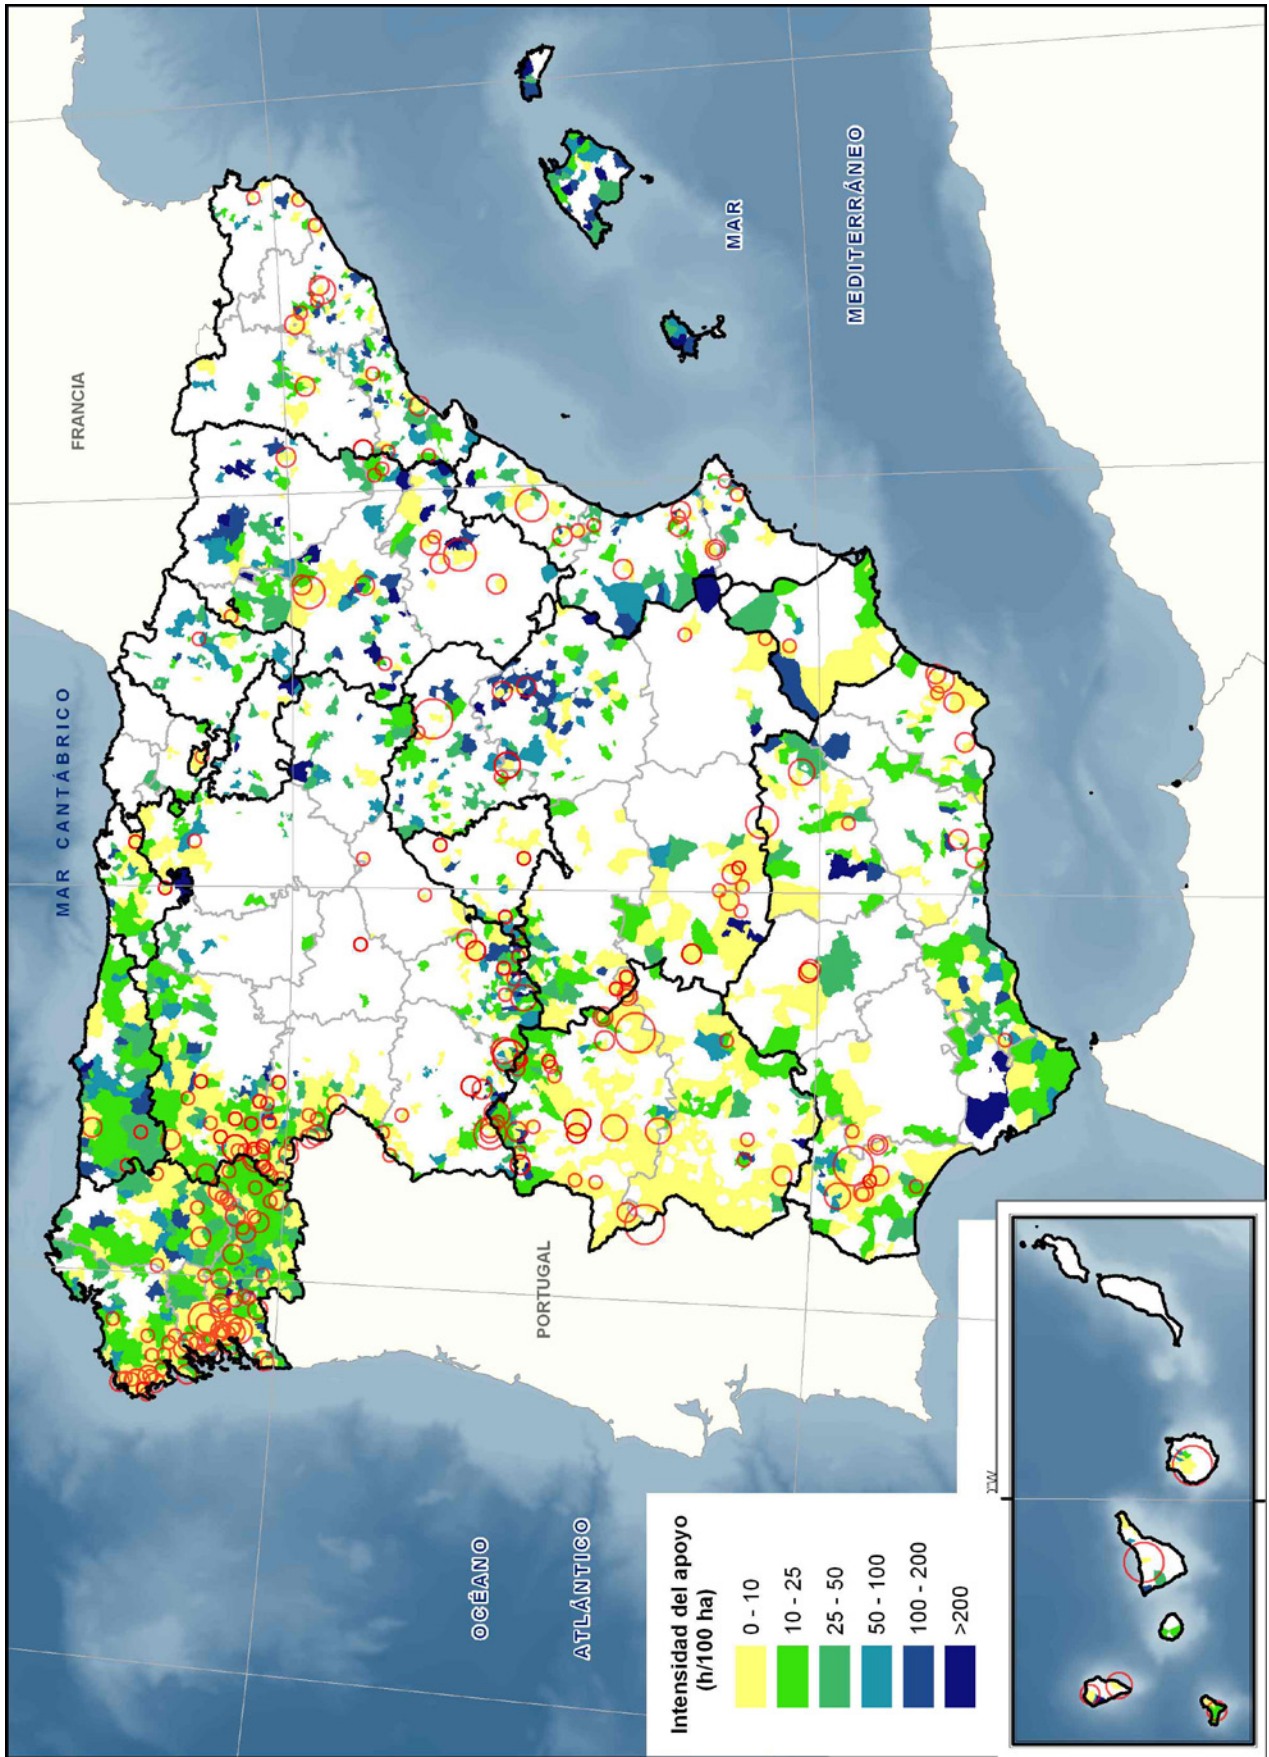 MAR CANTÁBRICO
FRANCIA
MAR
MEDITERRÁNEO
PORTUGAL
OCÉANO
ATLÁNTICO
Intensidad del apoyo
(h/100 ha)
0 - 10
10 - 25
25 - 50
50 - 100
100 - 200
>200